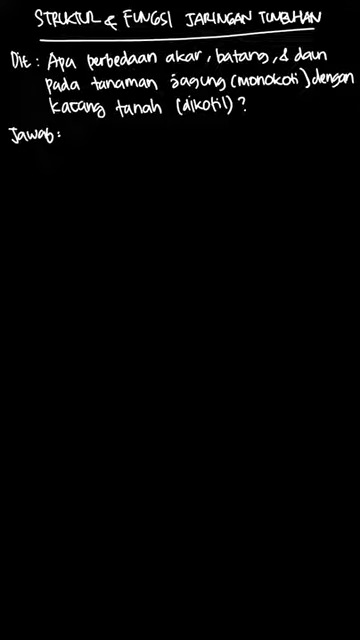 STRUKTUR & FUNGSI JARINGAN TUMBUHAN
Dit : Apa perbedaan akar, batang, & daun
pada tanaman jagung (monokotil) dengan
kacang tanah (dikotil) ?
Jawab :